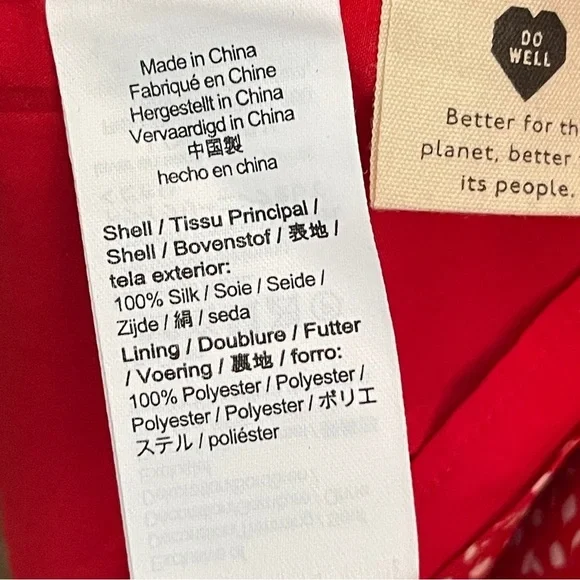 Made in China
Fabriqué en Chine
Hergestellt in China
Vervaardigd in China
中国製
hecho en china
Shell / Tissu Principal /
Shell / Bovenstof / 表地 /
tela exterior:
100% Silk / Soie / Seide /
Zijde / 絹 / seda
Lining / Doublure / Futter
/ Voering / 裏地 / forro:
100% Polyester / Polyester /
Polyester / Polyester / ポリエ
ステル / poliéster
DO
WELL
Better for th
planet, better
its people.